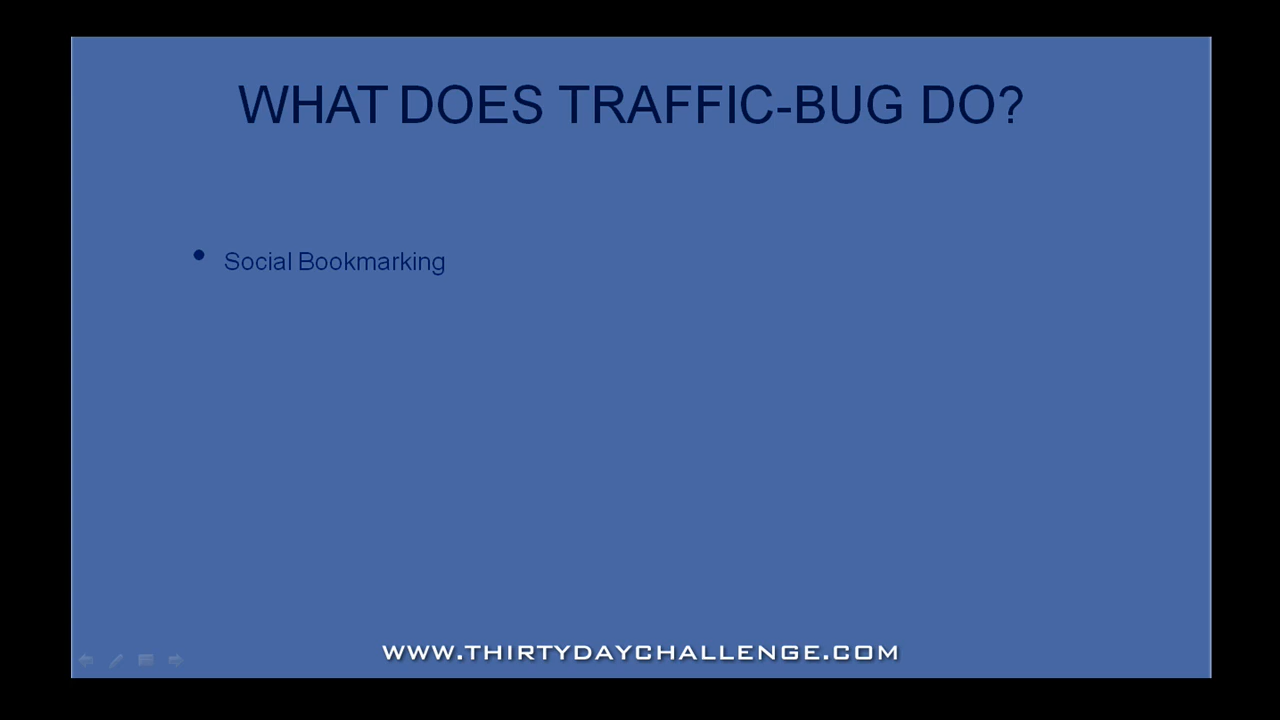 WHAT DOES TRAFFIC-BUG DO?
• Social Bookmarking
WWW.THIRTYDAYCHALLENGE.COM